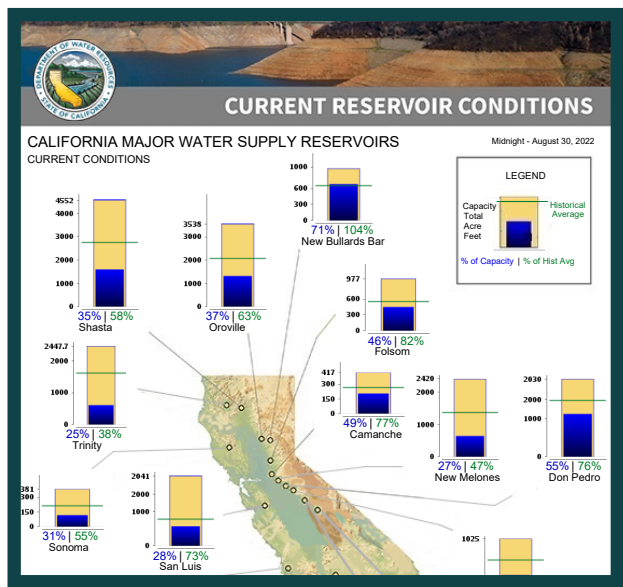 DEPARTMENT OF WATER RESOURCES
STATE OF CALIFORNIA
CURRENT RESERVOIR CONDITIONS
CALIFORNIA MAJOR WATER SUPPLY RESERVOIRS
CURRENT CONDITIONS
Midnight - August 30, 2022
LEGEND
Capacity
Total
Acre
Feet
Historical
Average
% of Capacity | % of Hist Avg
1000
600
300
0
71% | 104%
New Bullards Bar
4552
4000
3000
2000
1000
0
35% | 58%
Shasta
3538
3000
2000
1000
0
37% | 63%
Oroville
977
600
300
0
46% | 82%
Folsom
2447.7
2000
1000
0
25% | 38%
Trinity
417
300
150
0
49% | 77%
Camanche
2420
2000
1000
0
27% | 47%
New Melones
2030
2000
1000
0
55% | 76%
Don Pedro
381
300
150
0
31% | 55%
Sonoma
2041
2000
1000
0
28% | 73%
San Luis
1025